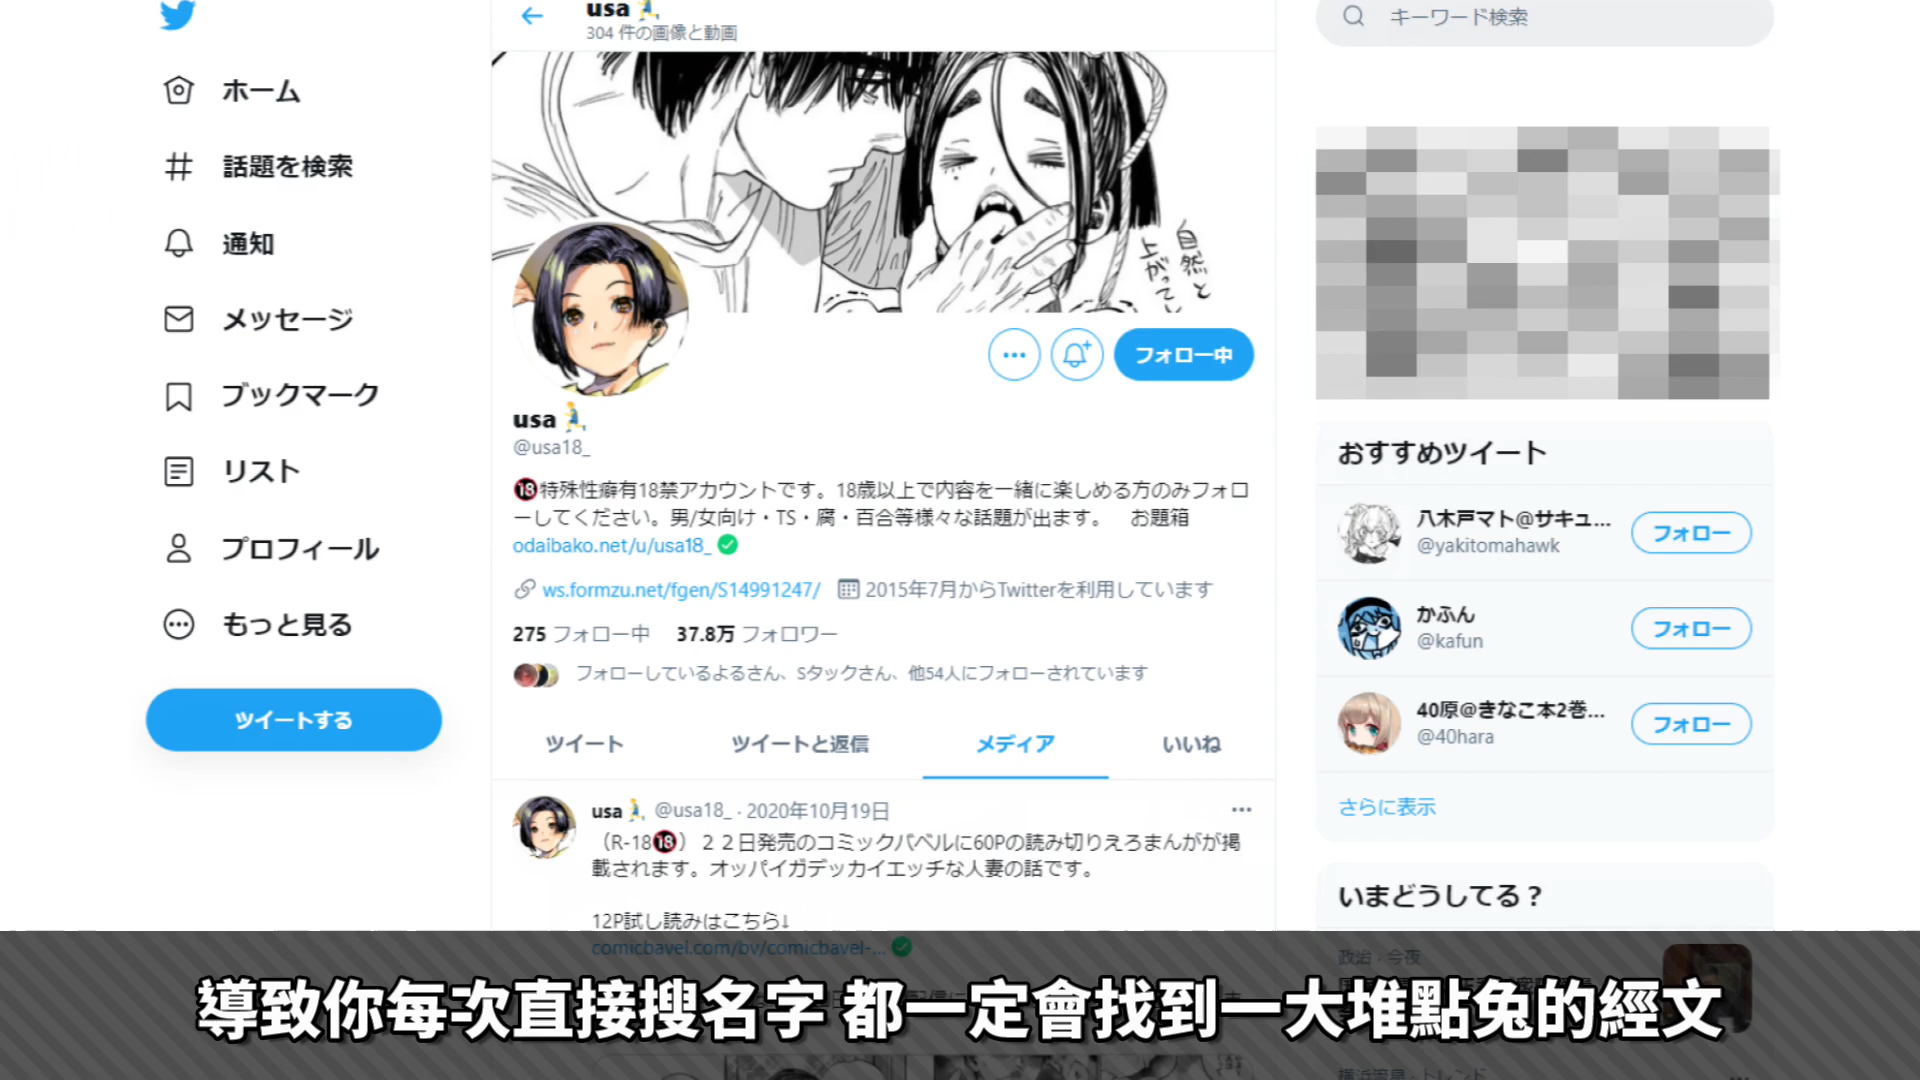 usa
304 件の画像と動画
キーワード検索
ホーム
話題を検索
通知
メッセージ
ブックマーク
リスト
プロフィール
もっと見る
ツイートする
自然と
上がってい
フォロー中
usa
@usa18_
🔞特殊性癖有18禁アカウントです。18歳以上で内容を一緒に楽しめる方のみフォロ
ーしてください。男/女向け・TS・腐・百合等様々な話題が出ます。 お題箱
odaibako.net/u/usa18_
ws.formzu.net/fgen/S14991247/ 2015年7月からTwitterを利用しています
275 フォロー中 37.8万 フォロワー
フォローしているよるさん、Sタックさん、他54人にフォローされています
ツイート ツイートと返信 メディア いいね
usa @usa18_ · 2020年10月19日
（R-18🔞）２２日発売のコミックバベルに60Pの読み切りえろまんがが掲
載されます。オッパイガデッカイエッチな人妻の話です。
12P試し読みはこちら↓
comicbavel.com/bv/comicbavel-...
おすすめツイート
八木戸マト@サキュ...
@yakitomahawk
フォロー
かふん
@kafun
フォロー
40原@きなこ本2巻...
@40hara
フォロー
さらに表示
いまどうしてる？
政治 · 今夜
導致你每次直接搜名字 都一定會找到一大堆點兔的經文